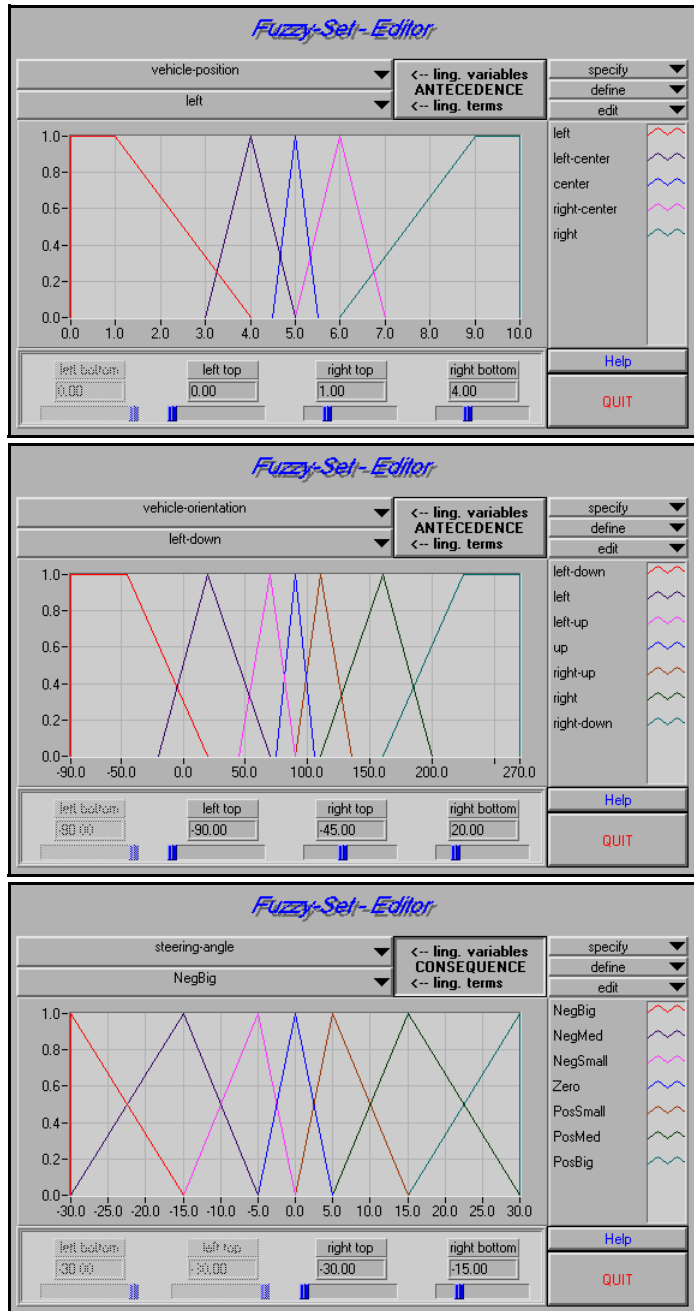 Fuzzy-Set - Editor
vehicle-position
left
<-- ling. variables
ANTECEDENCE
<-- ling. terms
specify
define
edit
1.0
0.8
0.6
0.4
0.2
0.0
0.0 1.0 2.0 3.0 4.0 5.0 6.0 7.0 8.0 9.0 10.0
left
left-center
center
right-center
right
left bottom left top right top right bottom
0.00 0.00 1.00 4.00
Help
QUIT
Fuzzy-Set - Editor
vehicle-orientation
left-down
<-- ling. variables
ANTECEDENCE
<-- ling. terms
specify
define
edit
1.0
0.8
0.6
0.4
0.2
0.0
-90.0 -50.0 0.0 50.0 100.0 150.0 200.0 270.0
left-down
left
left-up
up
right-up
right
right-down
left bottom left top right top right bottom
-90.00 -90.00 -45.00 20.00
Help
QUIT
Fuzzy-Set - Editor
steering-angle
NegBig
<-- ling. variables
CONSEQUENCE
<-- ling. terms
specify
define
edit
1.0
0.8
0.6
0.4
0.2
0.0
-30.0 -25.0 -20.0 -15.0 -10.0 -5.0 0.0 5.0 10.0 15.0 20.0 25.0 30.0
NegBig
NegMed
NegSmall
Zero
PosSmall
PosMed
PosBig
left bottom left top right top right bottom
-30.00 -30.00 -30.00 -15.00
Help
QUIT